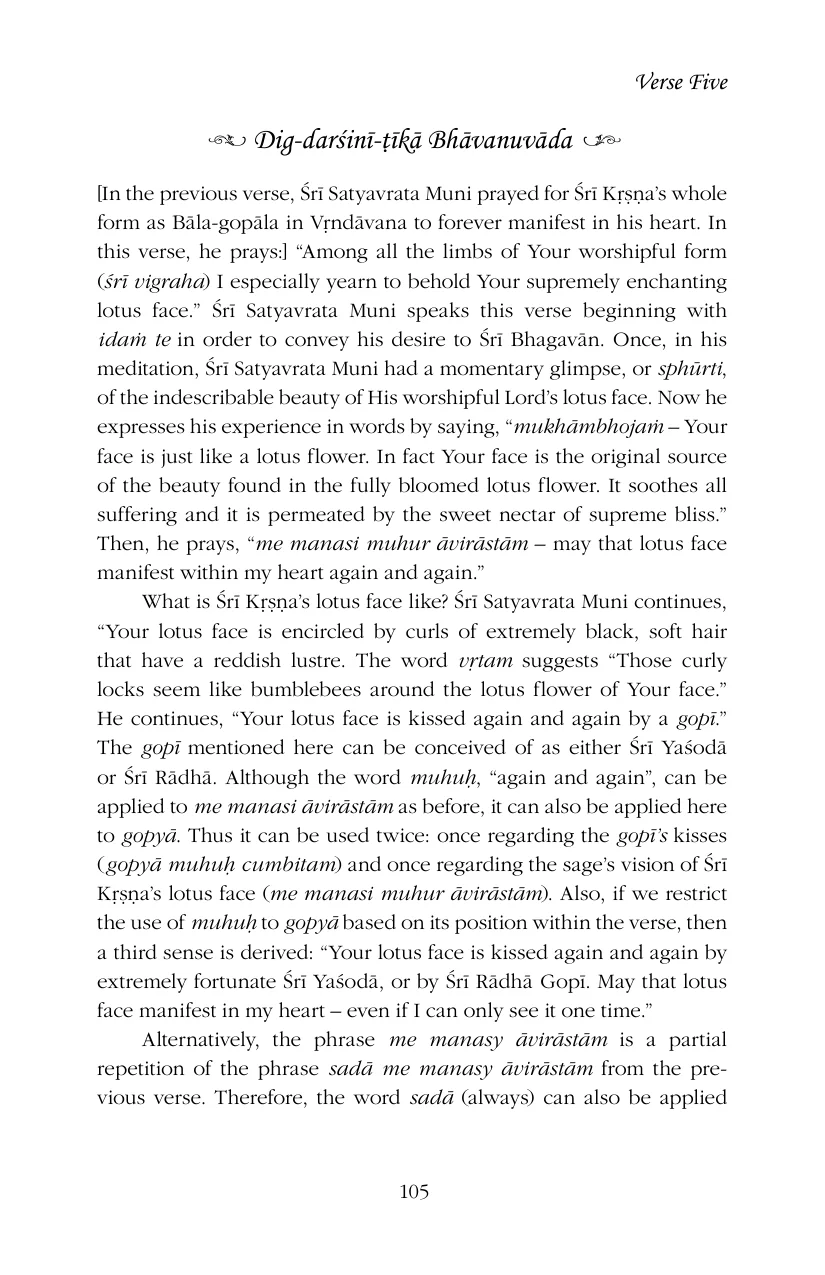 Verse Five
Dig-darśinī-ṭīkā Bhāvanuvāda
[In the previous verse, Śrī Satyavrata Muni prayed for Śrī Kṛṣṇa’s whole
form as Bāla-gopāla in Vṛndāvana to forever manifest in his heart. In
this verse, he prays:] “Among all the limbs of Your worshipful form
(śrī vigraha) I especially yearn to behold Your supremely enchanting
lotus face.” Śrī Satyavrata Muni speaks this verse beginning with
idaṁ te in order to convey his desire to Śrī Bhagavān. Once, in his
meditation, Śrī Satyavrata Muni had a momentary glimpse, or sphūrti,
of the indescribable beauty of His worshipful Lord’s lotus face. Now he
expresses his experience in words by saying, “mukhāmbhojaṁ – Your
face is just like a lotus flower. In fact Your face is the original source
of the beauty found in the fully bloomed lotus flower. It soothes all
suffering and it is permeated by the sweet nectar of supreme bliss.”
Then, he prays, “me manasi muhur āvirāstām – may that lotus face
manifest within my heart again and again.”
What is Śrī Kṛṣṇa’s lotus face like? Śrī Satyavrata Muni continues,
“Your lotus face is encircled by curls of extremely black, soft hair
that have a reddish lustre. The word vṛtam suggests “Those curly
locks seem like bumblebees around the lotus flower of Your face.”
He continues, “Your lotus face is kissed again and again by a gopī.”
The gopī mentioned here can be conceived of as either Śrī Yaśodā
or Śrī Rādhā. Although the word muhuḥ, “again and again”, can be
applied to me manasi āvirāstām as before, it can also be applied here
to gopyā. Thus it can be used twice: once regarding the gopī’s kisses
(gopyā muhuḥ cumbitam) and once regarding the sage’s vision of Śrī
Kṛṣṇa’s lotus face (me manasi muhur āvirāstām). Also, if we restrict
the use of muhuḥ to gopyā based on its position within the verse, then
a third sense is derived: “Your lotus face is kissed again and again by
extremely fortunate Śrī Yaśodā, or by Śrī Rādhā Gopī. May that lotus
face manifest in my heart – even if I can only see it one time.”
Alternatively, the phrase me manasy āvirāstām is a partial
repetition of the phrase sadā me manasy āvirāstām from the pre-
vious verse. Therefore, the word sadā (always) can also be applied
105